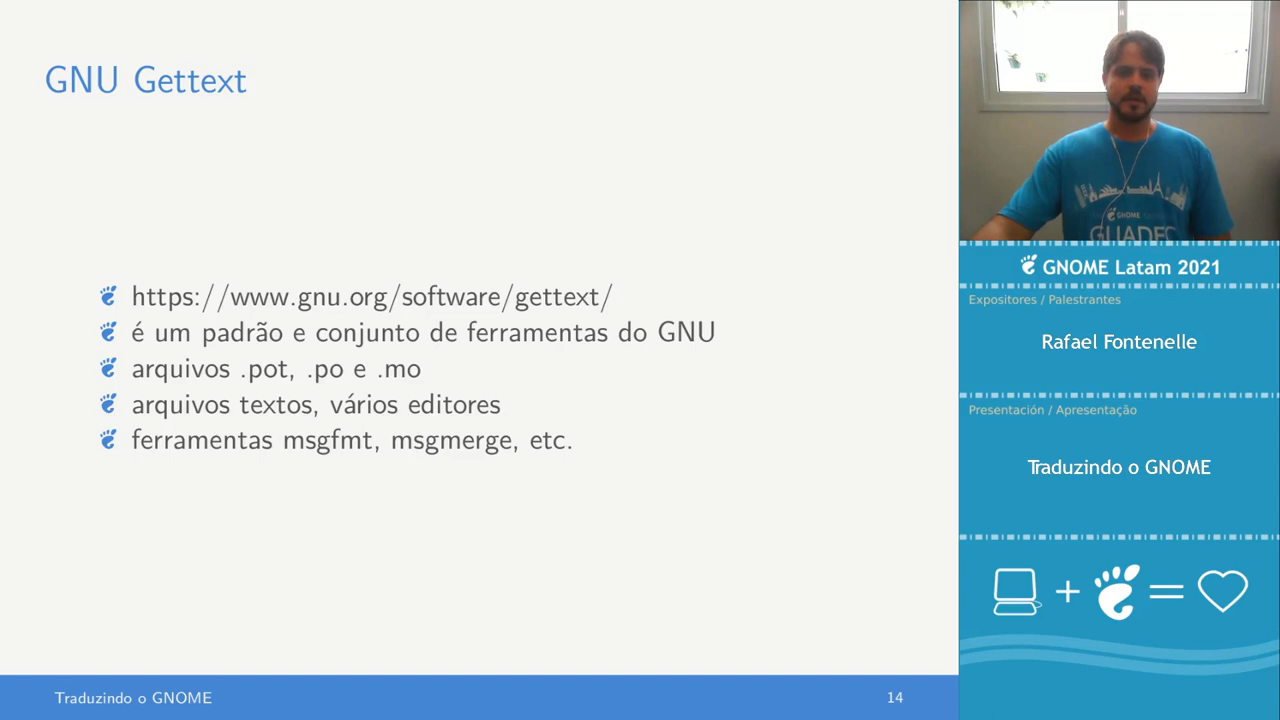 GNU Gettext
https://www.gnu.org/software/gettext/
é um padrão e conjunto de ferramentas do GNU
arquivos .pot, .po e .mo
arquivos textos, vários editores
ferramentas msgfmt, msgmerge, etc.
Traduzindo o GNOME
14
GNOME
GUADEC
GNOME Latam 2021
Expositores / Palestrantes
Rafael Fontenelle
Presentación / Apresentação
Traduzindo o GNOME
+
=